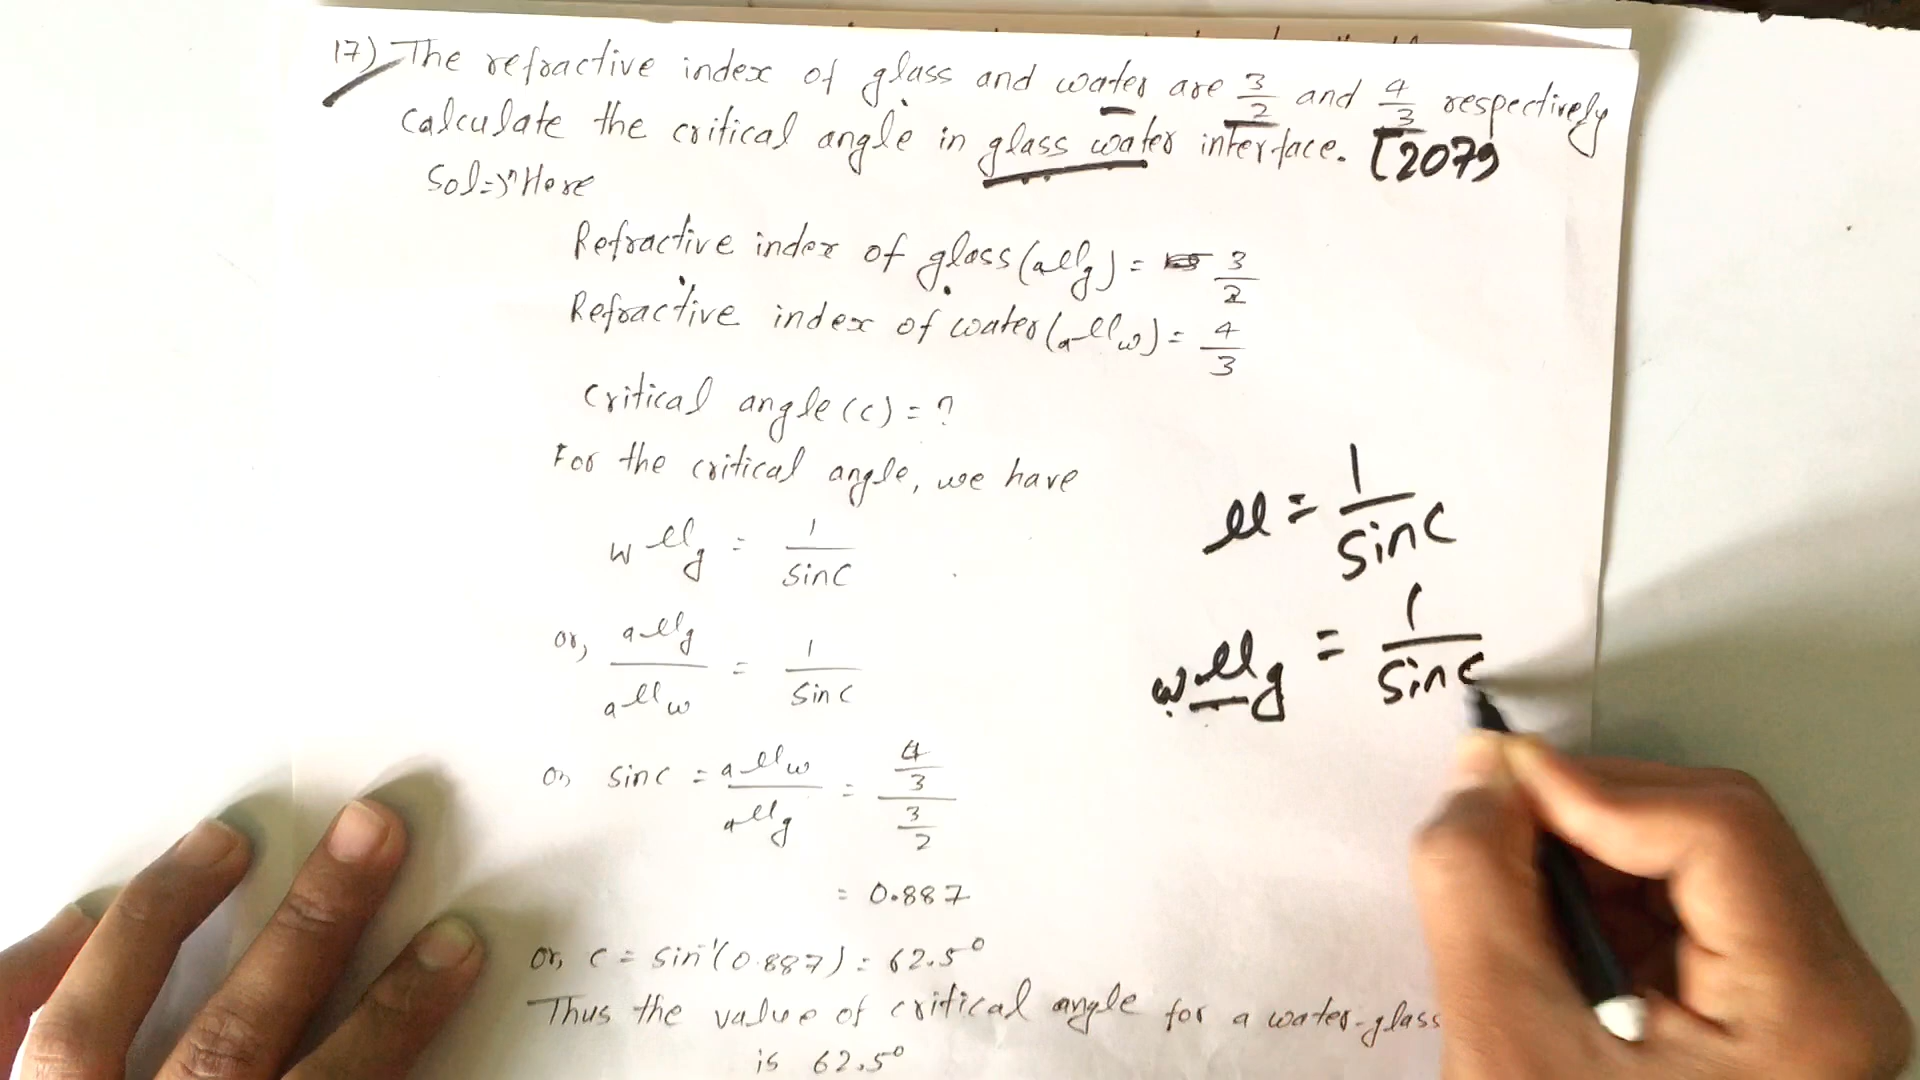 17) The refractive index of glass and water are 3/2 and 4/3 respectively
calculate the critical angle in glass water interface. [2079
Sol=>ⁿ Here
Refractive index of glass (aμg) = 3/2
Refractive index of water (aμw) = 4/3
Critical angle (c) = ?
For the critical angle, we have
wμg = 1/sinC
or, aμg/aμw = 1/sinC
or sinc = aμw/aμg = 4/3 / 3/2
= 0.887
or, c = sin⁻¹(0.887) = 62.5°
Thus the value of critical angle for a water-glass
is 62.5°
μ = 1/sinC
wμg = 1/sinC